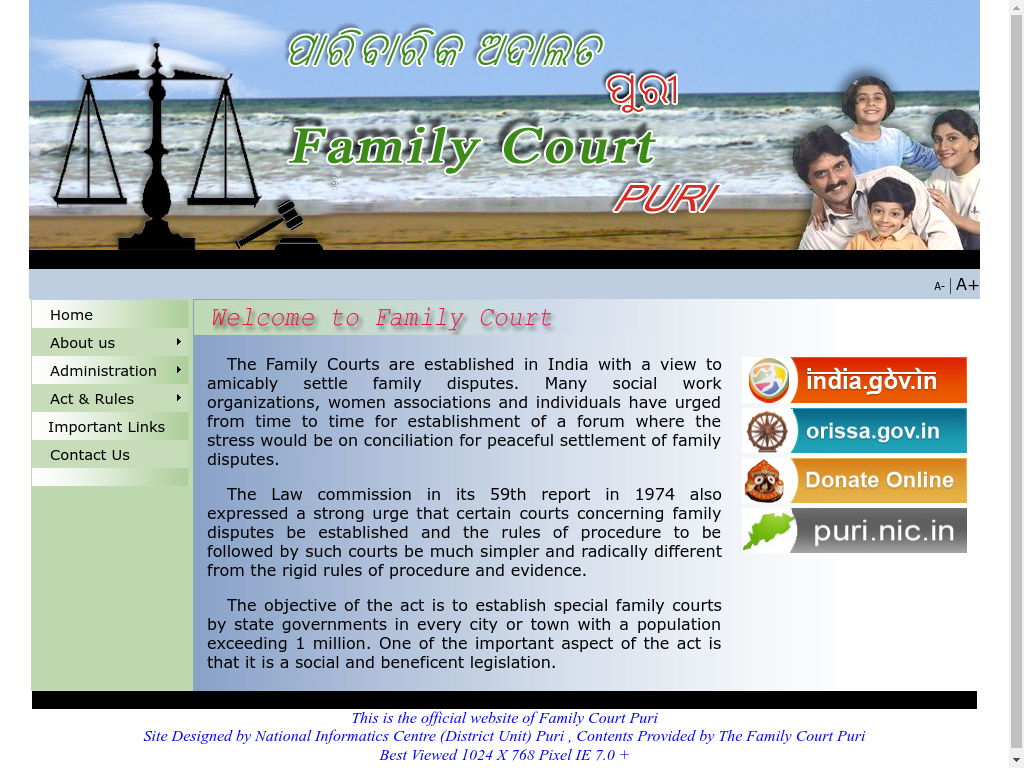 ପାରିବାରିକ ଅଦାଲତ
ପୁରୀ
Family Court
PURI
A- | A+
Home
About us
Administration
Act & Rules
Important Links
Contact Us
Welcome to Family Court
The Family Courts are established in India with a view to
amicably settle family disputes. Many social work
organizations, women associations and individuals have urged
from time to time for establishment of a forum where the
stress would be on conciliation for peaceful settlement of family
disputes.
The Law commission in its 59th report in 1974 also
expressed a strong urge that certain courts concerning family
disputes be established and the rules of procedure to be
followed by such courts be much simpler and radically different
from the rigid rules of procedure and evidence.
The objective of the act is to establish special family courts
by state governments in every city or town with a population
exceeding 1 million. One of the important aspect of the act is
that it is a social and beneficent legislation.
india.gov.in
orissa.gov.in
Donate Online
puri.nic.in
This is the official website of Family Court Puri
Site Designed by National Informatics Centre (District Unit) Puri , Contents Provided by The Family Court Puri
Best Viewed 1024 X 768 Pixel IE 7.0 +